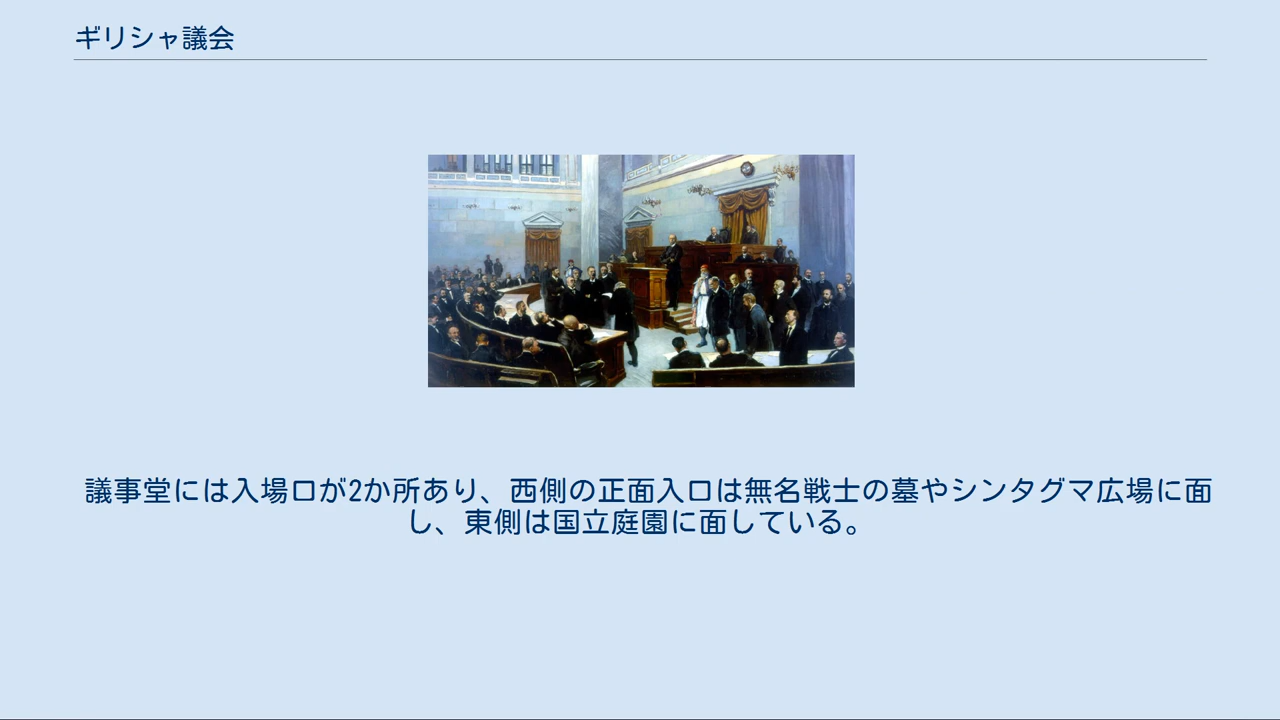 ギリシャ議会
議事堂には入場口が2か所あり、西側の正面入口は無名戦士の墓やシンタグマ広場に面
し、東側は国立庭園に面している。